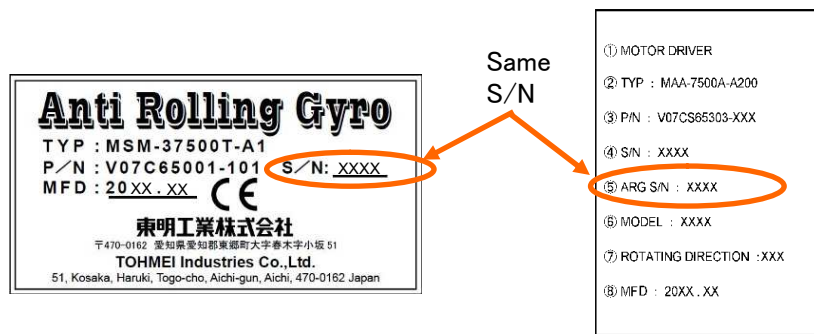 Anti Rolling Gyro
TYP : MSM-37500T-A1
P/N : V07C65001-101 S/N: XXXX
MFD : 20XX.XX CE
東明工業株式会社
〒470-0162 愛知県愛知郡東郷町大字春木字小坂51
TOHMEI Industries Co.,Ltd.
51, Kosaka, Haruki, Togo-cho, Aichi-gun, Aichi, 470-0162 Japan
Same
S/N
① MOTOR DRIVER
② TYP : MAA-7500A-A200
③ P/N : V07CS65303-XXX
④ S/N : XXXX
⑤ ARG S/N : XXXX
⑥ MODEL : XXXX
⑦ ROTATING DIRECTION :XXX
⑧ MFD : 20XX.XX